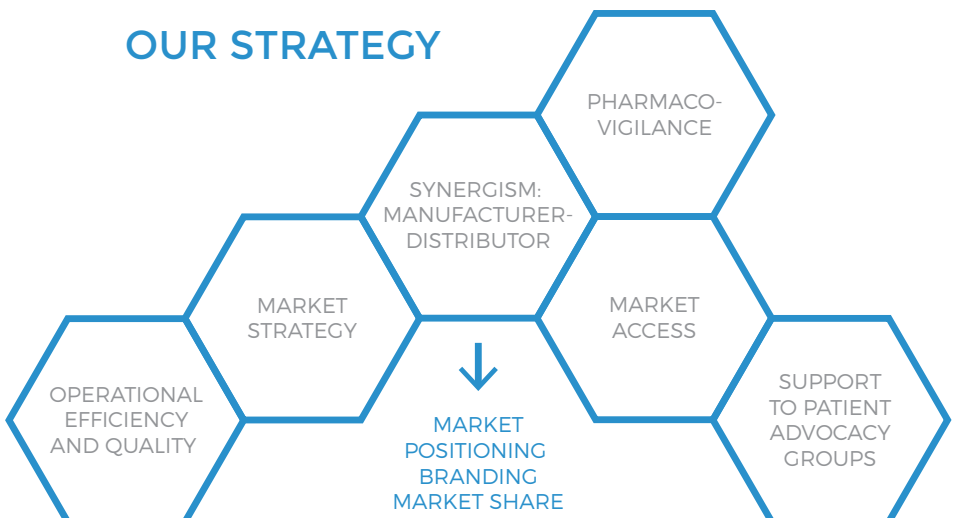 OUR STRATEGY
PHARMACO-
VIGILANCE
SYNERGISM:
MANUFACTURER-
DISTRIBUTOR
MARKET
STRATEGY
MARKET
ACCESS
OPERATIONAL
EFFICIENCY
AND QUALITY
SUPPORT
TO PATIENT
ADVOCACY
GROUPS
MARKET
POSITIONING
BRANDING
MARKET SHARE